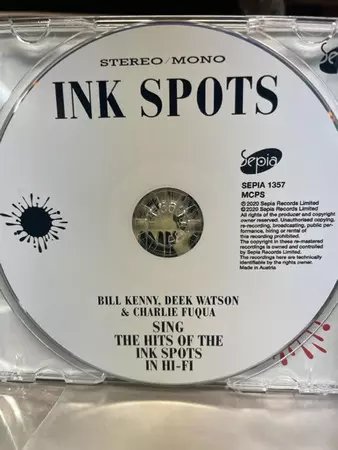 STEREO/MONO
INK SPOTS
Sepia
Sepia
SEPIA 1357
MCPS
℗2020 Sepia Records Limited
©2020 Sepia Records Limited
All rights of the producer and copyright
owner reserved. Unauthorised copying,
re-recording, broadcasting, public per-
formance, hiring or rental of
this recording prohibited.
The copyright in these re-mastered
recordings is owned and controlled
by Sepia Records Limited.
The recordings here are technically
identifiable by the rights owner.
Made in Austria
BILL KENNY, DEEK WATSON
& CHARLIE FUQUA
SING
THE HITS OF THE
INK SPOTS
IN HI-FI